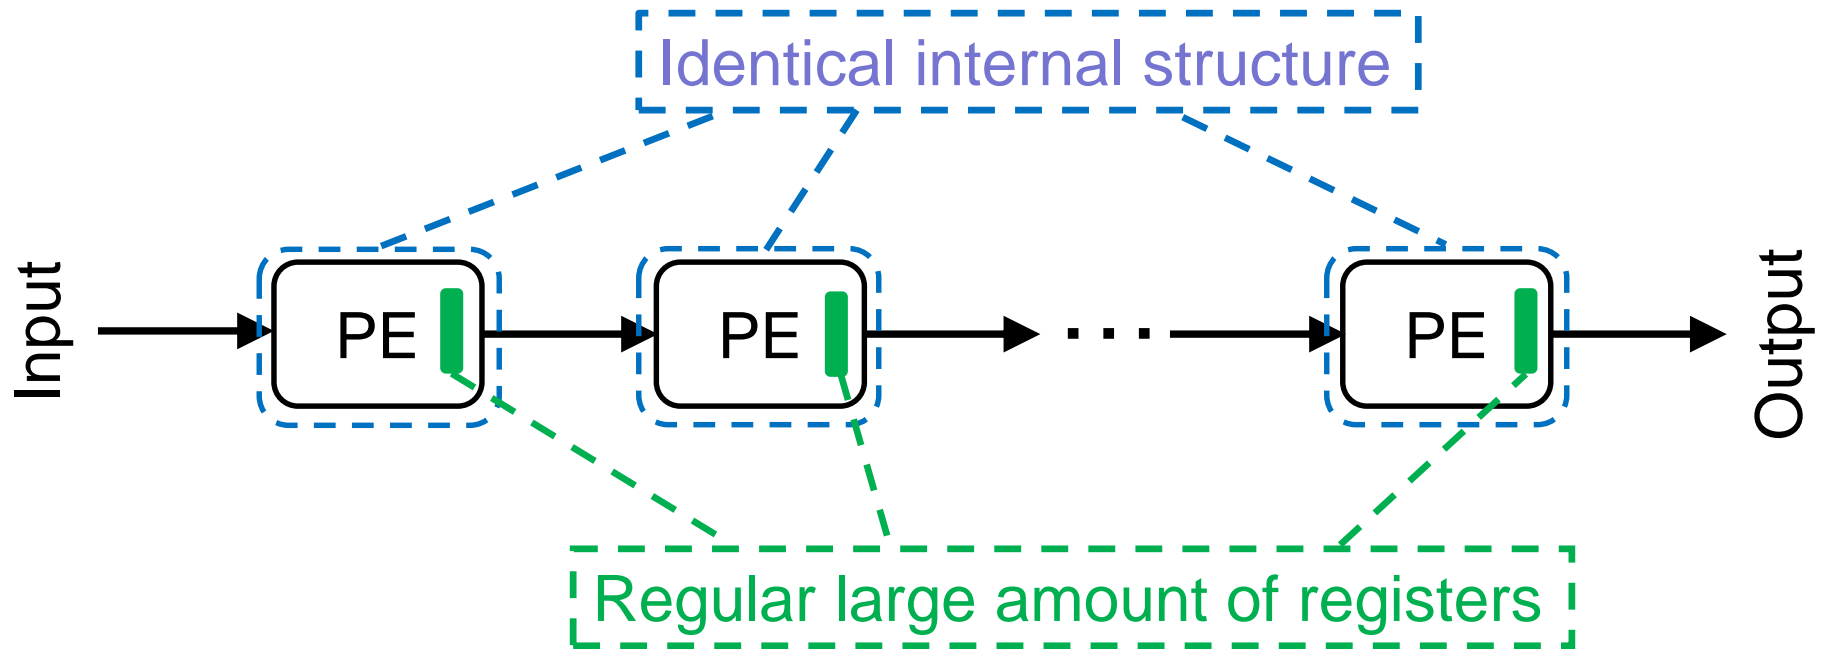 Identical internal structure
Input
PE
PE
. . .
PE
Output
Regular large amount of registers